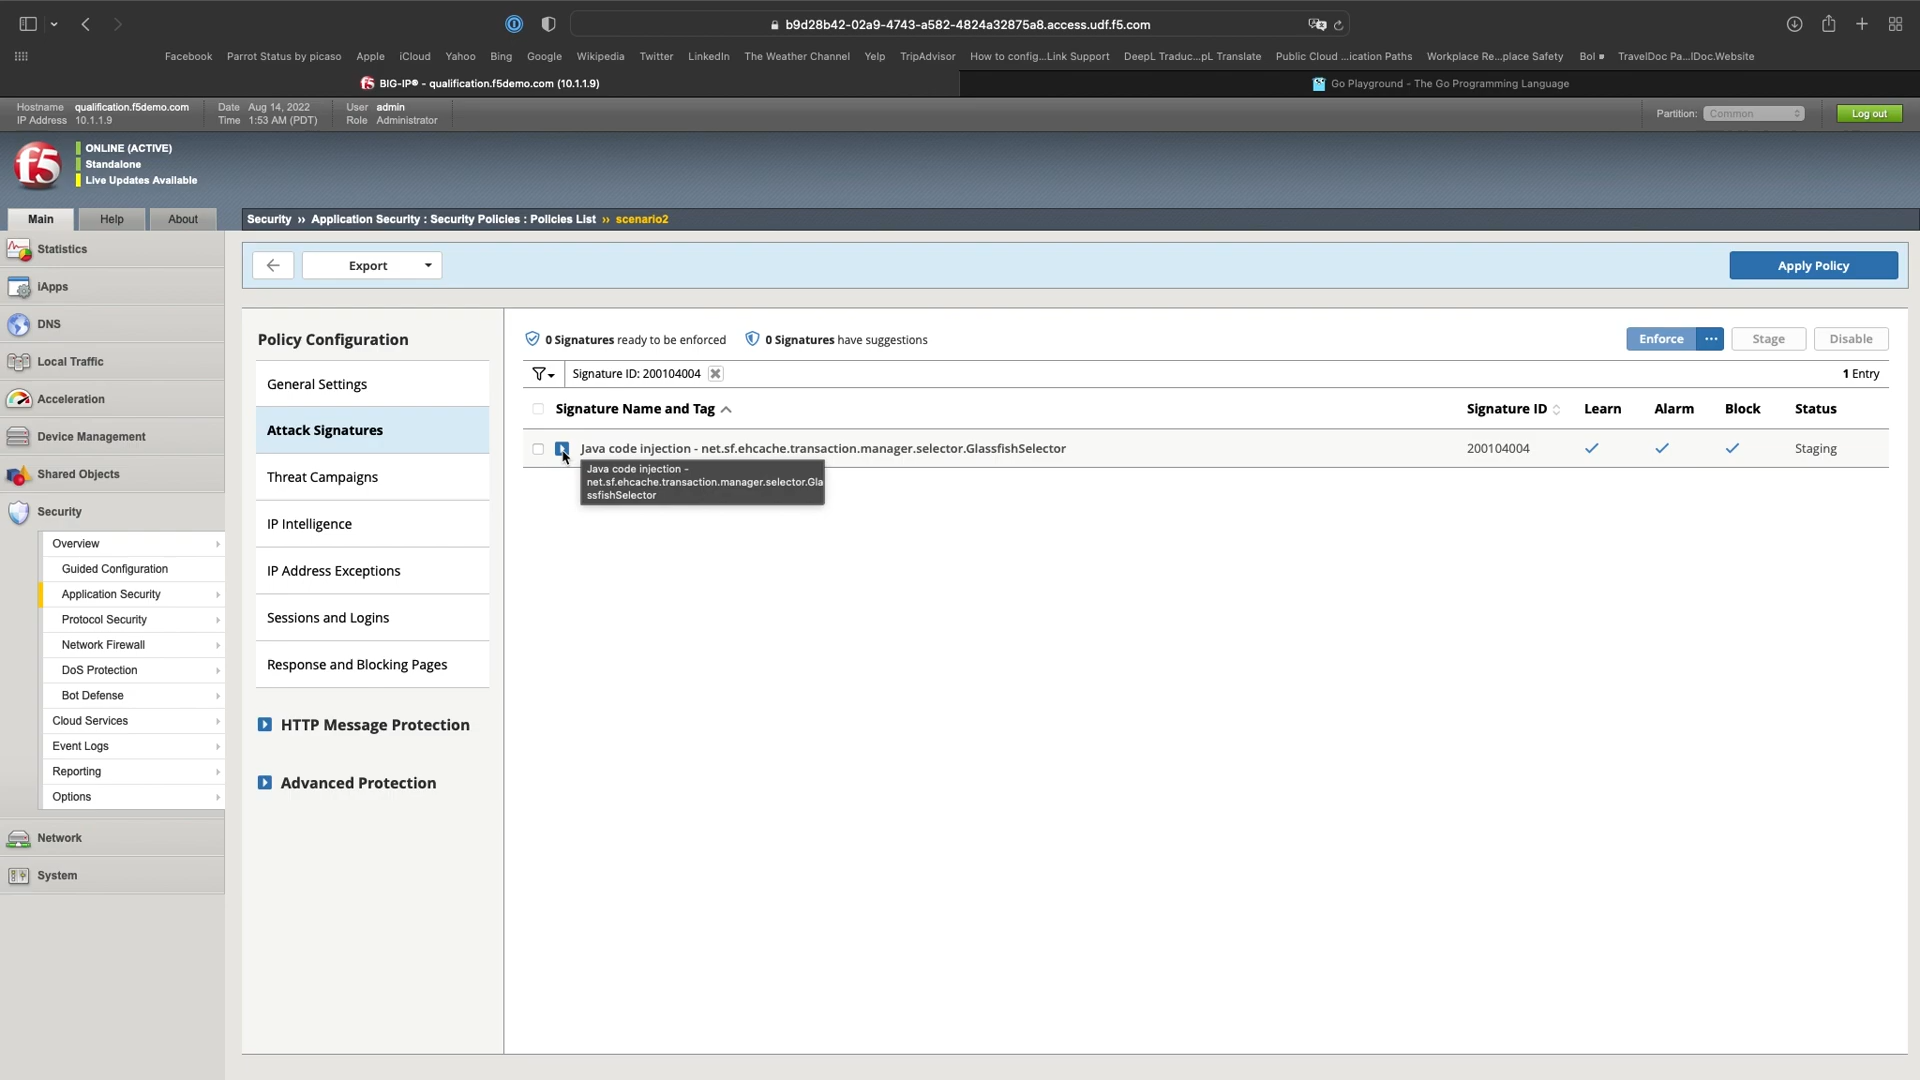 b9d28b42-02a9-4743-a582-4824a32875a8.access.udf.f5.com
Facebook Parrot Status by picaso Apple iCloud Yahoo Bing Google Wikipedia Twitter LinkedIn The Weather Channel Yelp TripAdvisor How to config...Link Support DeepL Traduc...pL Translate Public Cloud ...ication Paths Workplace Re...place Safety Bol TravelDoc Pa...lDoc.Website
BIG-IP® - qualification.f5demo.com (10.1.1.9) Go Playground - The Go Programming Language
Hostname qualification.f5demo.com Date Aug 14, 2022 User admin
IP Address 10.1.1.9 Time 1:53 AM (PDT) Role Administrator
Partition: Common Log out
f5
ONLINE (ACTIVE)
Standalone
Live Updates Available
Main Help About
Security ›› Application Security : Security Policies : Policies List ›› scenario2
Statistics
iApps
DNS
Local Traffic
Acceleration
Device Management
Shared Objects
Security
Overview
Guided Configuration
Application Security
Protocol Security
Network Firewall
DoS Protection
Bot Defense
Cloud Services
Event Logs
Reporting
Options
Network
System
Export Apply Policy
Policy Configuration
General Settings
Attack Signatures
Threat Campaigns
IP Intelligence
IP Address Exceptions
Sessions and Logins
Response and Blocking Pages
HTTP Message Protection
Advanced Protection
0 Signatures ready to be enforced 0 Signatures have suggestions Enforce ... Stage Disable
Signature ID: 200104004 1 Entry
Signature Name and Tag Signature ID Learn Alarm Block Status
Java code injection - net.sf.ehcache.transaction.manager.selector.GlassfishSelector 200104004 Staging
Java code injection -
net.sf.ehcache.transaction.manager.selector.Gla
ssfishSelector